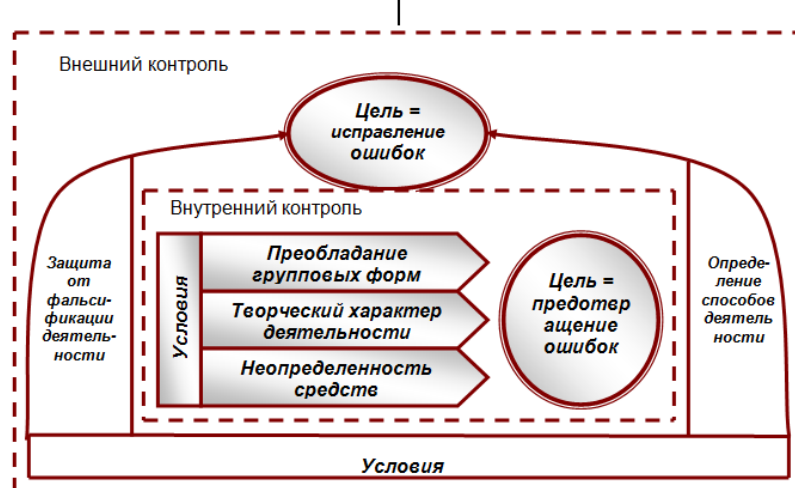 Внешний контроль
Цель =
исправление
ошибок
Внутренний контроль
Защита
от
фальси-
фикации
деятель-
ности
Условия
Преобладание
групповых форм
Творческий характер
деятельности
Неопределенность
средств
Цель =
предотвр
ащение
ошибок
Опреде-
ление
способов
деятель
ности
Условия